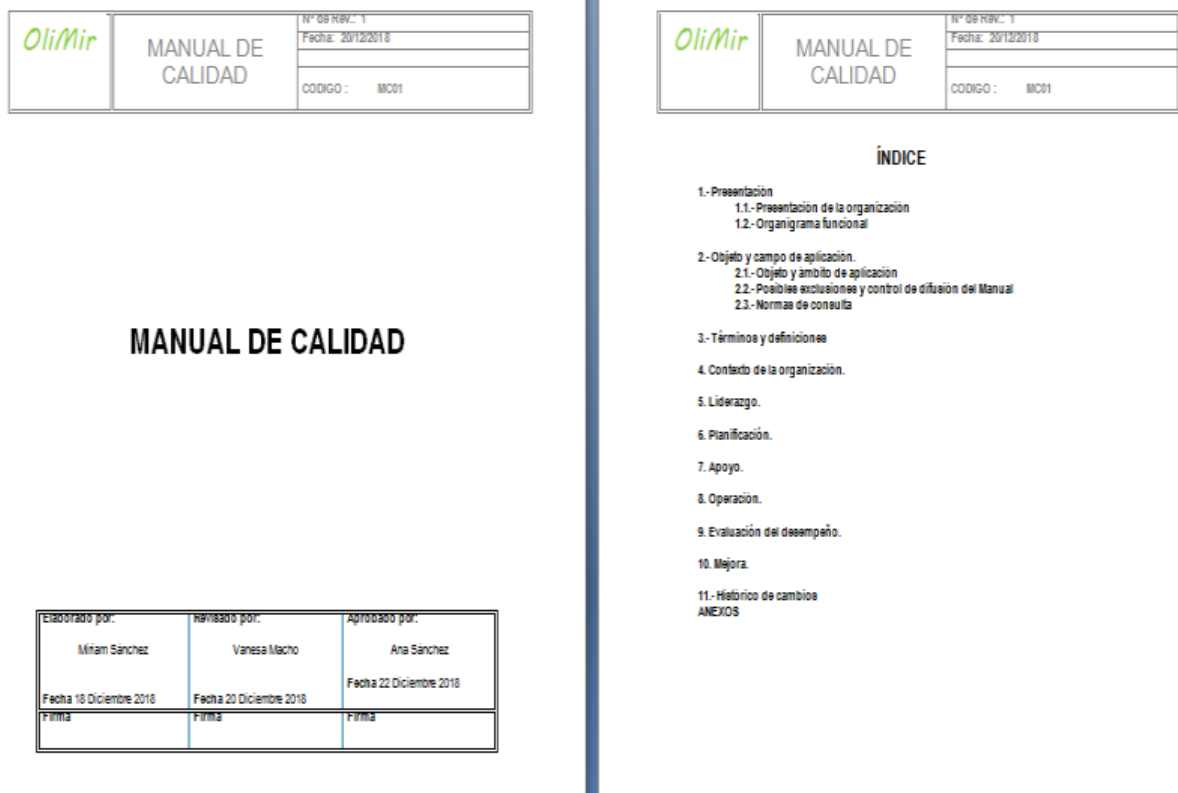 OliMir
MANUAL DE
CALIDAD
Nº de Rev.: 1
Fecha: 20/12/2018
CODIGO : MC01
MANUAL DE CALIDAD
Elaborado por:
Miriam Sánchez
Fecha 18 Diciembre 2018
Firma
Revisado por:
Vanesa Macho
Fecha 20 Diciembre 2018
Firma
Aprobado por:
Ana Sánchez
Fecha 22 Diciembre 2018
Firma
OliMir
MANUAL DE
CALIDAD
Nº de Rev.: 1
Fecha: 20/12/2018
CODIGO : MC01
ÍNDICE
1.- Presentación
1.1.- Presentación de la organización
1.2.- Organigrama funcional
2.- Objeto y campo de aplicación.
2.1.- Objeto y ámbito de aplicación
2.2.- Posibles exclusiones y control de difusión del Manual
2.3.- Normas de consulta
3.- Términos y definiciones
4. Contexto de la organización.
5. Liderazgo.
6. Planificación.
7. Apoyo.
8. Operación.
9. Evaluación del desempeño.
10. Mejora.
11.- Histórico de cambios
ANEXOS